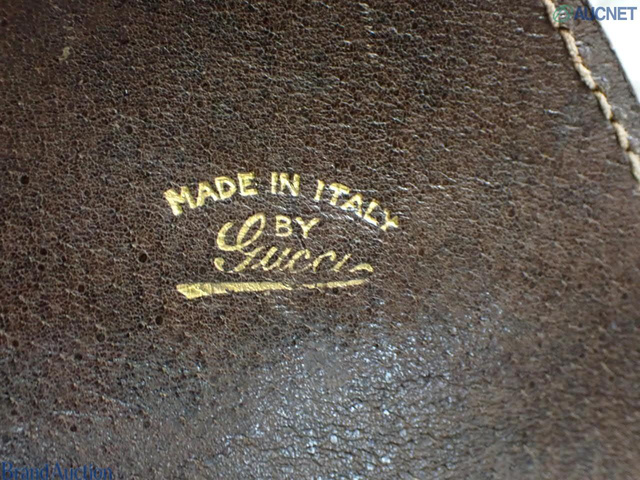 AUCNET
MADE IN ITALY
BY
Gucci
Brand Auction